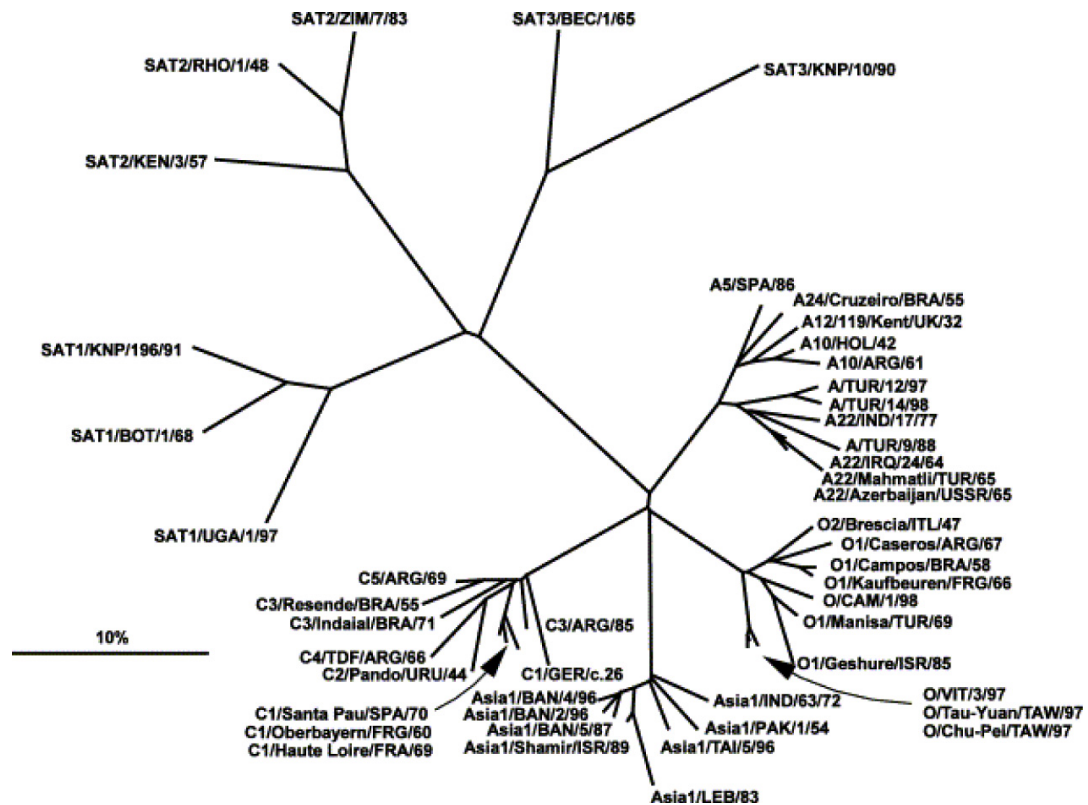 SAT2/ZIM/7/83
SAT3/BEC/1/65
SAT2/RHO/1/48
SAT3/KNP/10/90
SAT2/KEN/3/57
A5/SPA/86
A24/Cruzeiro/BRA/55
A12/119/Kent/UK/32
A10/HOL/42
A10/ARG/61
SAT1/KNP/196/91
A/TUR/12/97
A/TUR/14/98
A22/IND/17/77
SAT1/BOT/1/68
A/TUR/9/88
A22/IRQ/24/64
A22/Mahmatli/TUR/65
A22/Azerbaijan/USSR/65
SAT1/UGA/1/97
O2/Brescia/ITL/47
O1/Caseros/ARG/67
O1/Campos/BRA/58
O1/Kaufbeuren/FRG/66
O/CAM/1/98
O1/Manisa/TUR/69
O1/Geshure/ISR/85
C5/ARG/69
C3/Resende/BRA/55
C3/Indaial/BRA/71
C3/ARG/85
10%
C4/TDF/ARG/66
C2/Pando/URU/44
C1/GER/c.26
C1/Santa Pau/SPA/70
C1/Oberbayern/FRG/60
C1/Haute Loire/FRA/69
Asia1/BAN/4/96
Asia1/BAN/2/96
Asia1/BAN/5/87
Asia1/Shamir/ISR/89
Asia1/IND/63/72
Asia1/PAK/1/54
Asia1/TAI/5/96
O/VIT/3/97
O/Tau-Yuan/TAW/97
O/Chu-Pei/TAW/97
Asia1/LEB/83